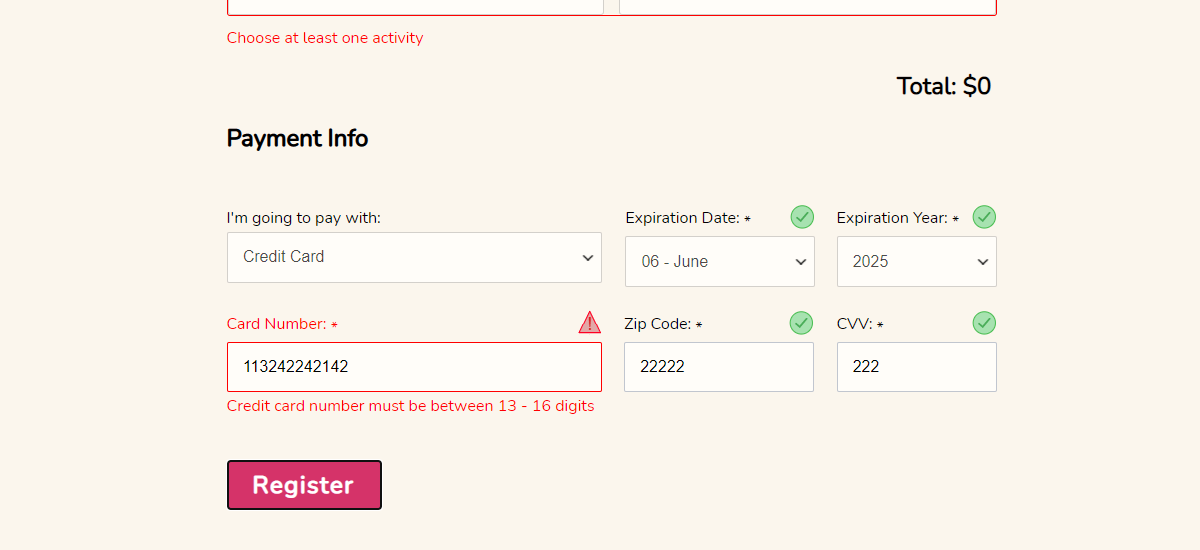 Choose at least one activity
Total: $0
Payment Info
I'm going to pay with:
Expiration Date: *
Expiration Year: *
Credit Card
06 - June
2025
Card Number: *
Zip Code: *
CVV: *
113242242142
22222
222
Credit card number must be between 13 - 16 digits
Register